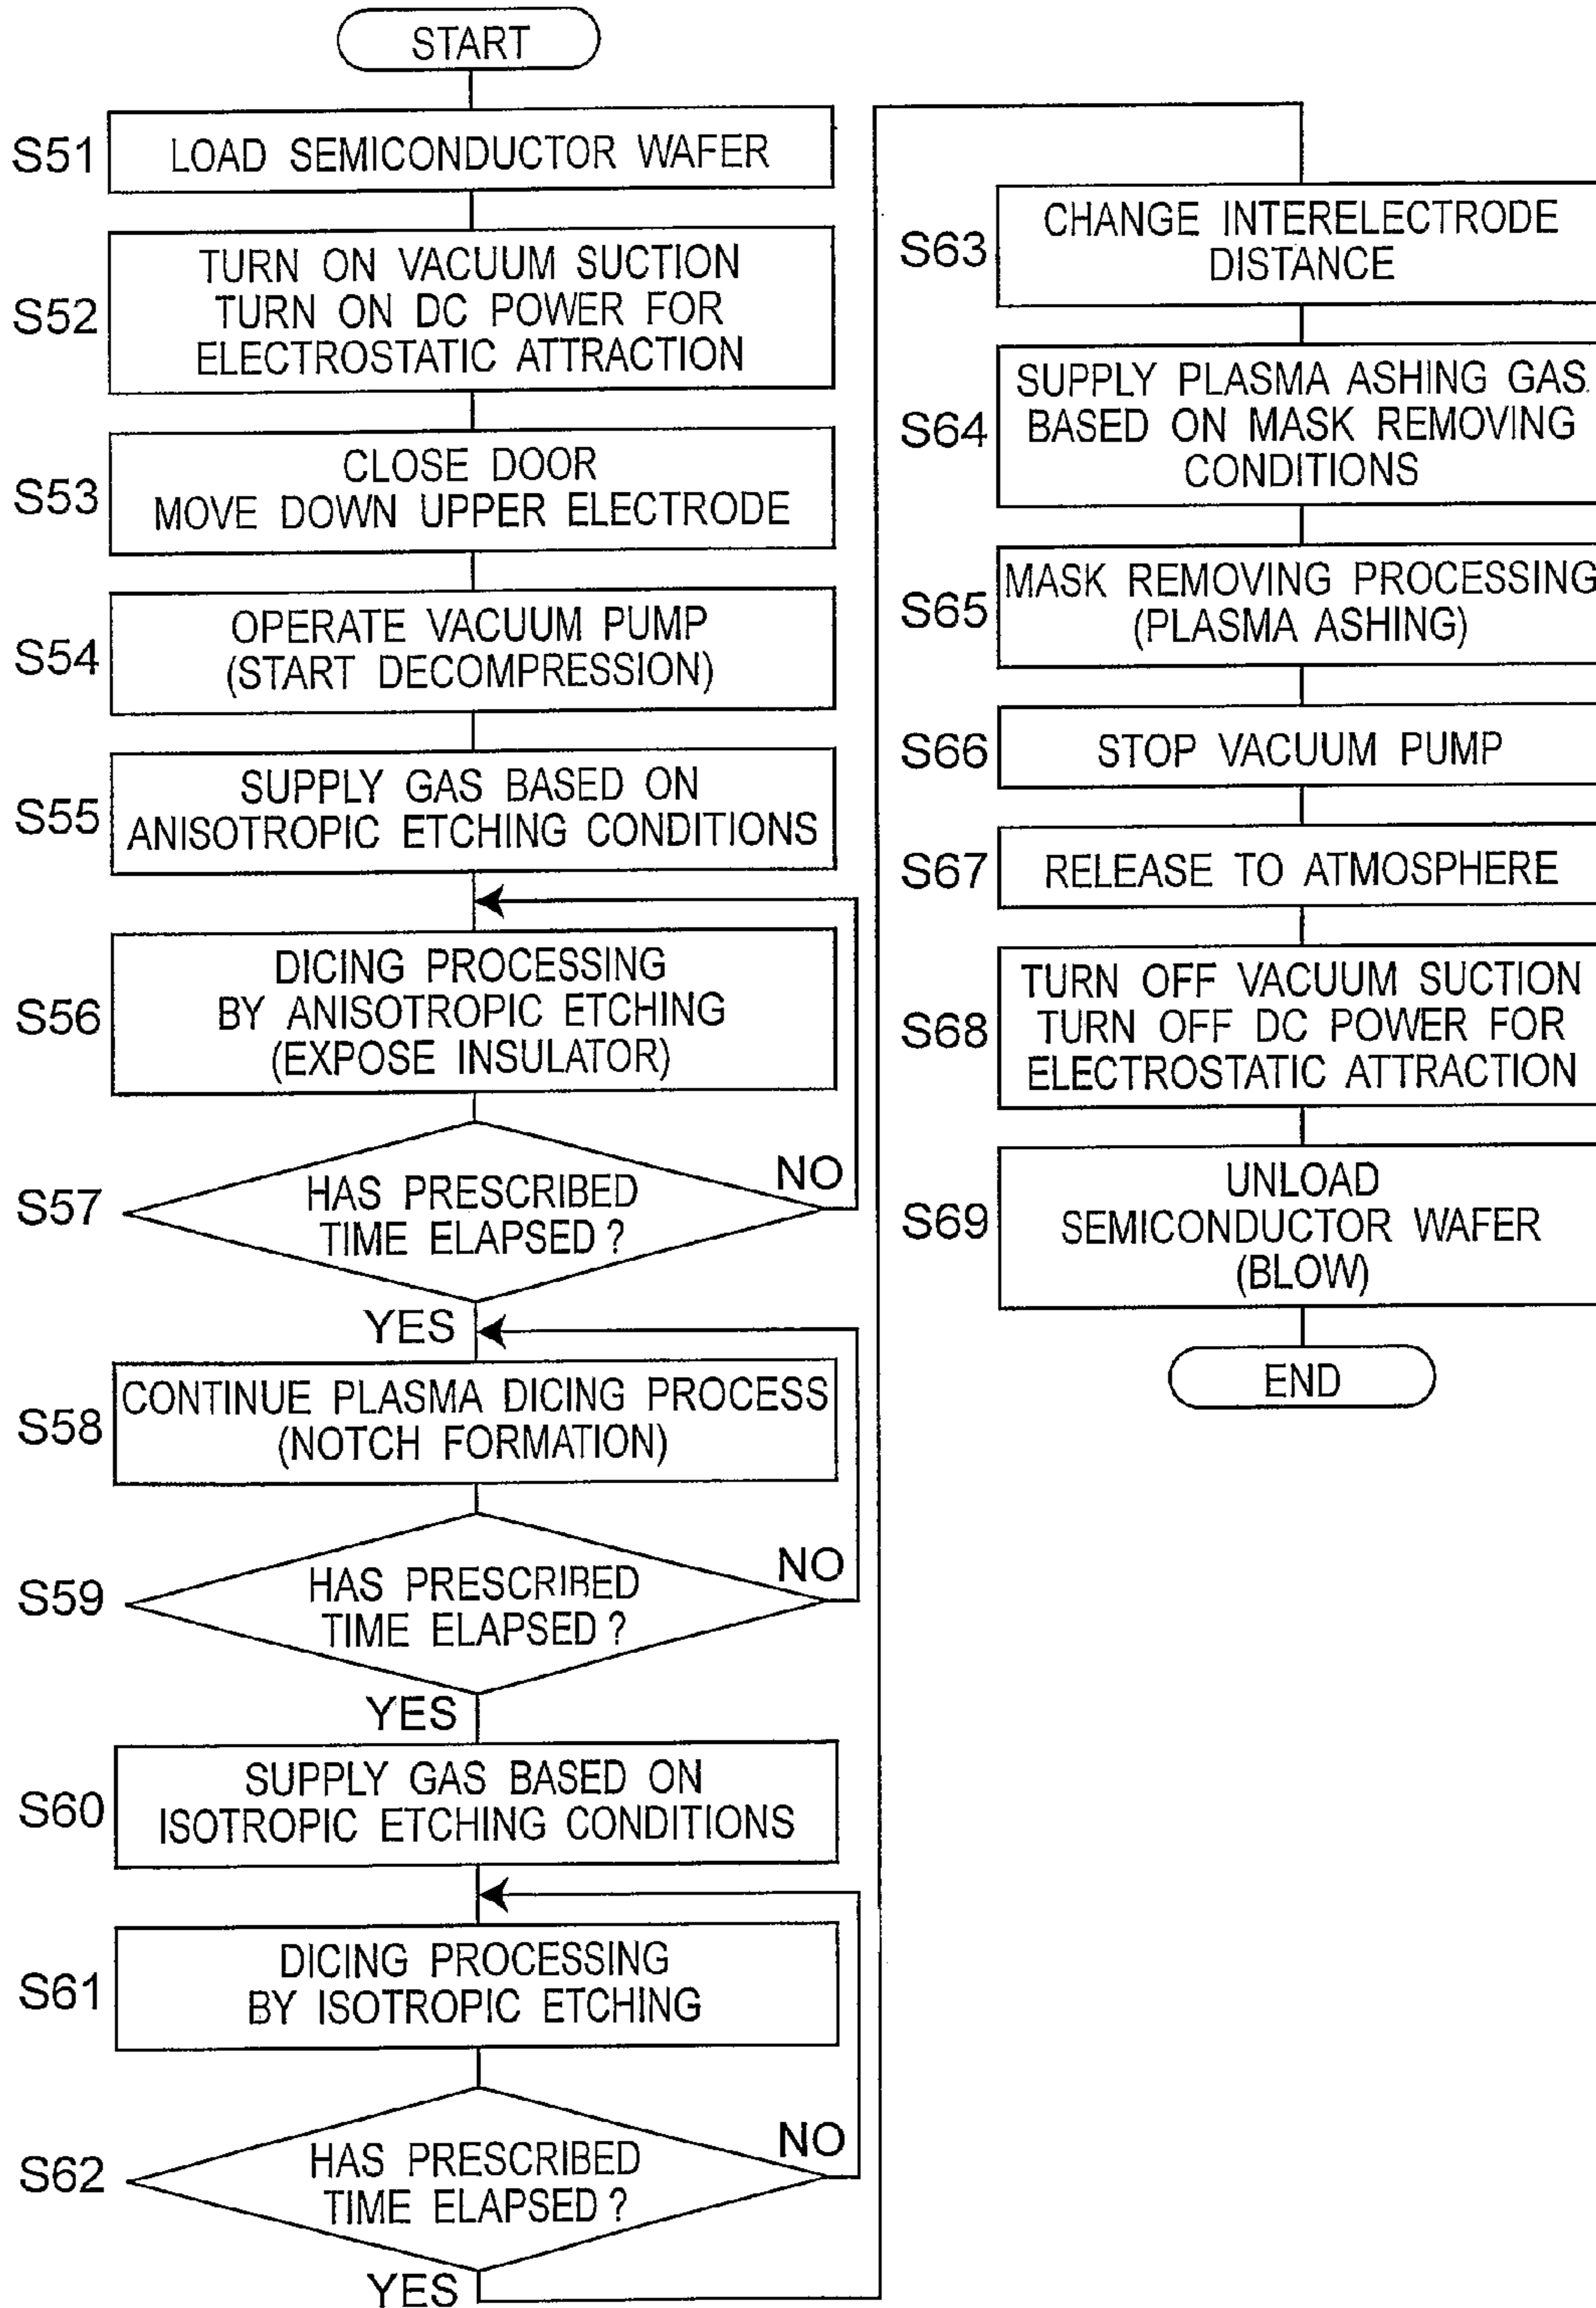 START
S51
LOAD SEMICONDUCTOR WAFER
S52
TURN ON VACUUM SUCTION
TURN ON DC POWER FOR
ELECTROSTATIC ATTRACTION
S53
CLOSE DOOR
MOVE DOWN UPPER ELECTRODE
S54
OPERATE VACUUM PUMP
(START DECOMPRESSION)
S55
SUPPLY GAS BASED ON
ANISOTROPIC ETCHING CONDITIONS
S56
DICING PROCESSING
BY ANISOTROPIC ETCHING
(EXPOSE INSULATOR)
S57
HAS PRESCRIBED
TIME ELAPSED ?
NO
YES
S58
CONTINUE PLASMA DICING PROCESS
(NOTCH FORMATION)
S59
HAS PRESCRIBED
TIME ELAPSED ?
NO
YES
S60
SUPPLY GAS BASED ON
ISOTROPIC ETCHING CONDITIONS
S61
DICING PROCESSING
BY ISOTROPIC ETCHING
S62
HAS PRESCRIBED
TIME ELAPSED ?
NO
YES
S63
CHANGE INTERELECTRODE
DISTANCE
S64
SUPPLY PLASMA ASHING GAS
BASED ON MASK REMOVING
CONDITIONS
S65
MASK REMOVING PROCESSING
(PLASMA ASHING)
S66
STOP VACUUM PUMP
S67
RELEASE TO ATMOSPHERE
S68
TURN OFF VACUUM SUCTION
TURN OFF DC POWER FOR
ELECTROSTATIC ATTRACTION
S69
UNLOAD
SEMICONDUCTOR WAFER
(BLOW)
END